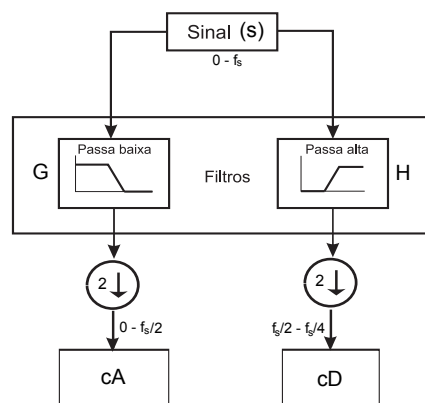 Sinal (s)
0 - fs
Passa baixa
Passa alta
G
Filtros
H
2
2
0 - fs/2
fs/2 - fs/4
cA
cD